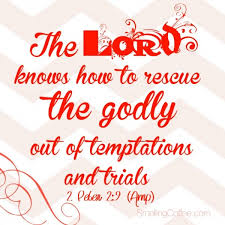 The LORD
knows how to rescue
the godly
out of temptations
and trials
2. Peter 2:9 (Amp)
SmilingCoffee.com